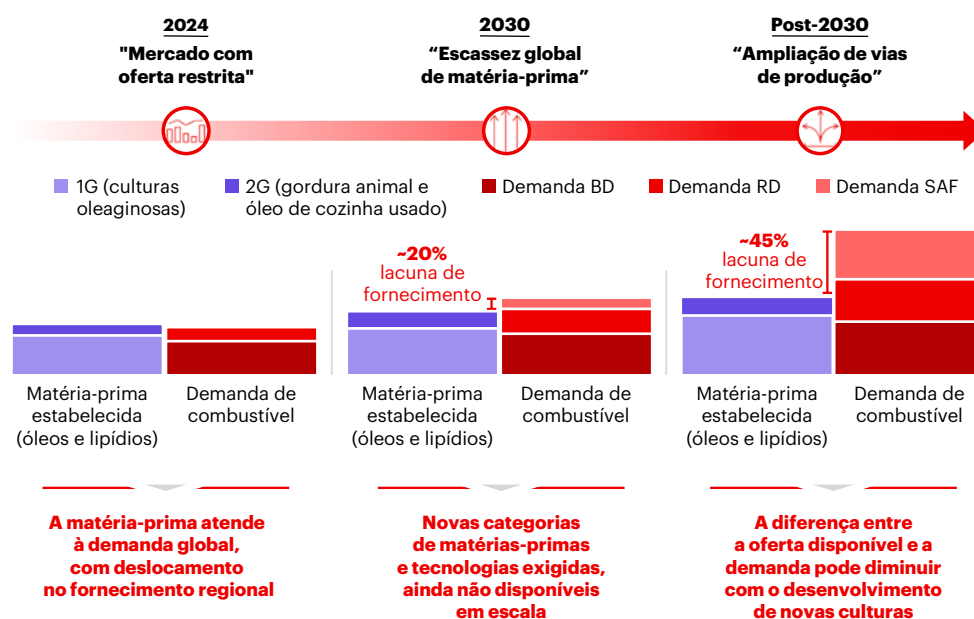 2024
"Mercado com
oferta restrita"
2030
“Escassez global
de matéria-prima”
Post-2030
“Ampliação de vias
de produção”
1G (culturas
oleaginosas)
2G (gordura animal e
óleo de cozinha usado)
Demanda BD
Demanda RD
Demanda SAF
~20%
lacuna de
fornecimento
~45%
lacuna de
fornecimento
Matéria-prima
estabelecida
(óleos e lipídios)
Demanda de
combustível
Matéria-prima
estabelecida
(óleos e lipídios)
Demanda de
combustível
Matéria-prima
estabelecida
(óleos e lipídios)
Demanda de
combustível
A matéria-prima atende
à demanda global,
com deslocamento
no fornecimento regional
Novas categorias
de matérias-primas
e tecnologias exigidas,
ainda não disponíveis
em escala
A diferença entre
a oferta disponível e a
demanda pode diminuir
com o desenvolvimento
de novas culturas